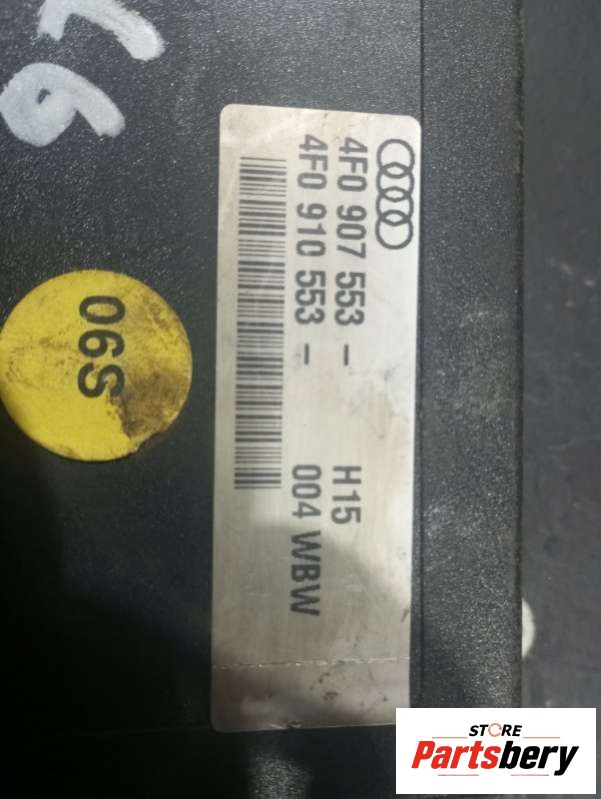 4F0 907 553 - H15
4F0 910 553 - 004 WBW
06S
STORE
Partsbery